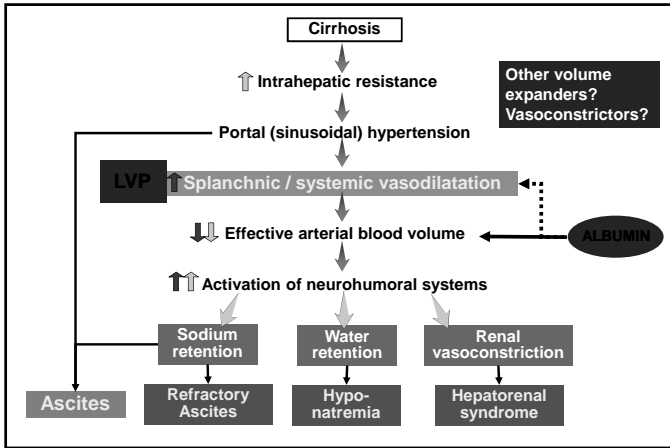 Cirrhosis
Intrahepatic resistance
Other volume
expanders?
Vasoconstrictors?
Portal (sinusoidal) hypertension
LVP
Splanchnic / systemic vasodilatation
Effective arterial blood volume
ALBUMIN
Activation of neurohumoral systems
Sodium
retention
Water
retention
Renal
vasoconstriction
Ascites
Refractory
Ascites
Hypo-
natremia
Hepatorenal
syndrome